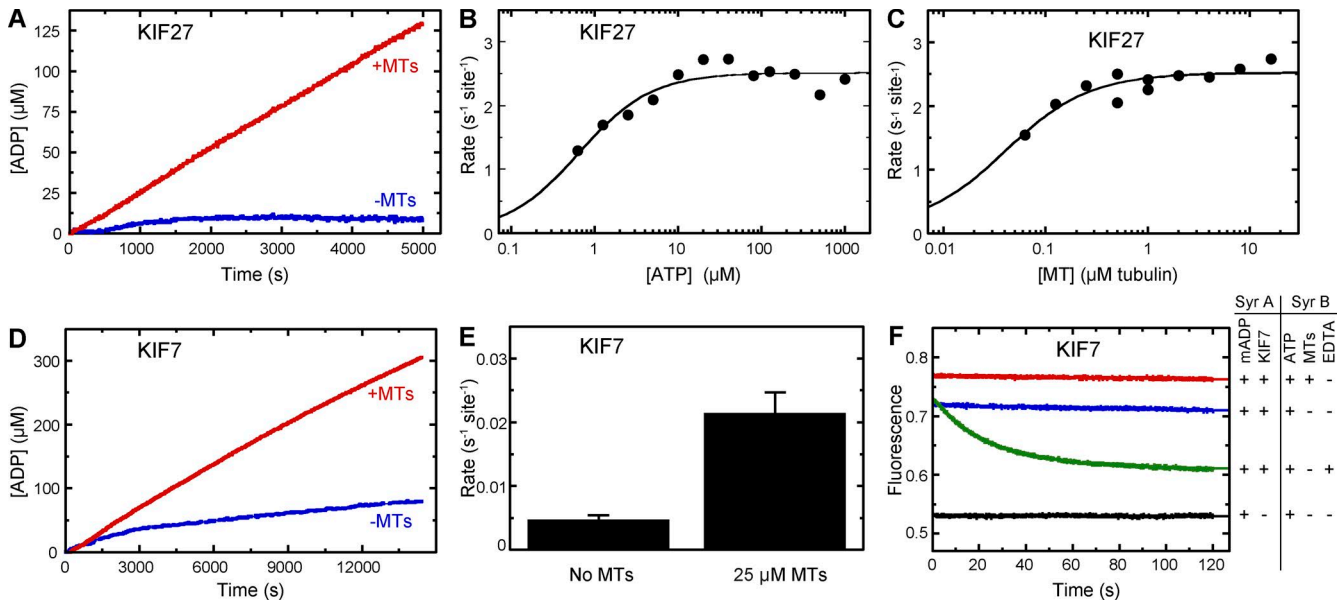 A
KIF27
[ADP] (µM)
125
100
75
50
25
0
+MTs
-MTs
0 1000 2000 3000 4000 5000
Time (s)
B
KIF27
Rate (s⁻¹ site⁻¹)
3
2
1
0
0.1 1 10 100 1000
[ATP] (µM)
C
KIF27
Rate (s⁻¹ site⁻¹)
3
2
1
0
0.01 0.1 1 10
[MT] (µM tubulin)
D
KIF7
[ADP] (µM)
300
200
100
0
+MTs
-MTs
0 3000 6000 9000 12000
Time (s)
E
KIF7
Rate (s⁻¹ site⁻¹)
0.03
0.02
0.01
0
No MTs 25 µM MTs
F
KIF7
Fluorescence
0.8
0.7
0.6
0.5
0 20 40 60 80 100 120
Time (s)
Syr A Syr B
mADP KIF7 ATP MTs EDTA
+ + + + -
+ + + - -
+ + + - +
+ - + - -